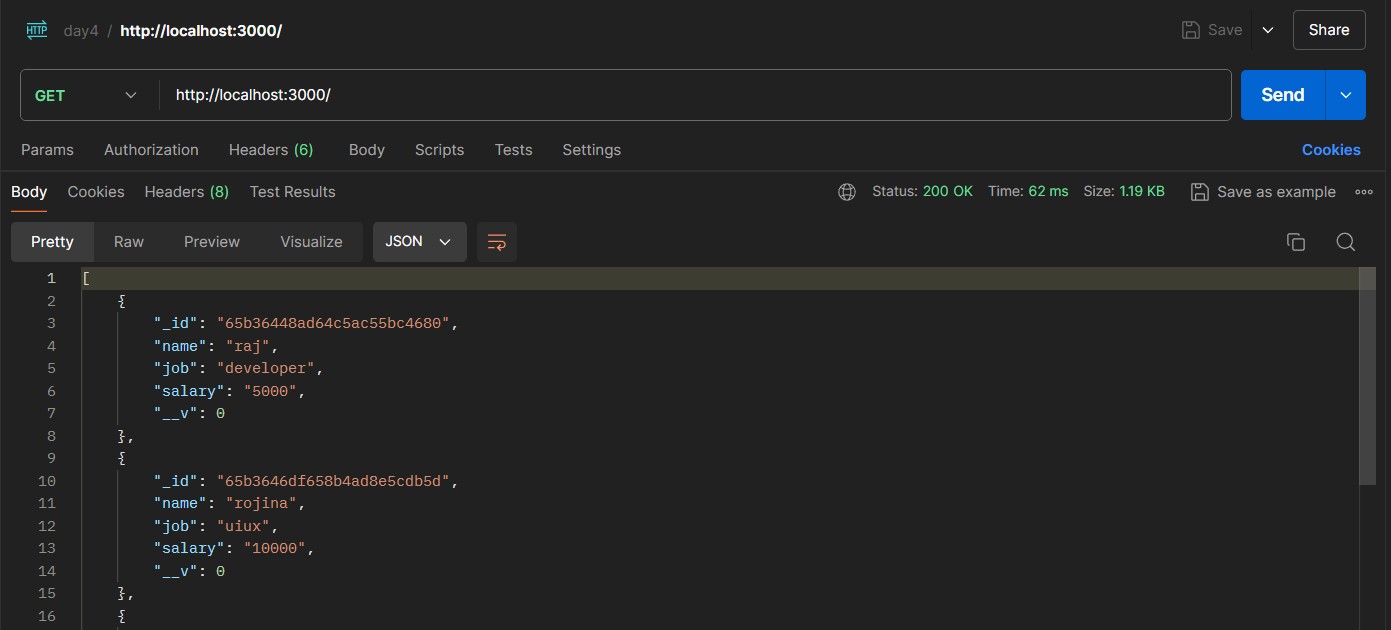 HTTP day4 / http://localhost:3000/ Save Share
GET http://localhost:3000/ Send
Params Authorization Headers (6) Body Scripts Tests Settings Cookies
Body Cookies Headers (8) Test Results Status: 200 OK Time: 62 ms Size: 1.19 KB Save as example
Pretty Raw Preview Visualize JSON
1 [
2 {
3 "_id": "65b36448ad64c5ac55bc4680",
4 "name": "raj",
5 "job": "developer",
6 "salary": "5000",
7 "__v": 0
8 },
9 {
10 "_id": "65b3646df658b4ad8e5cdb5d",
11 "name": "rojina",
12 "job": "uiux",
13 "salary": "10000",
14 "__v": 0
15 },
16 {